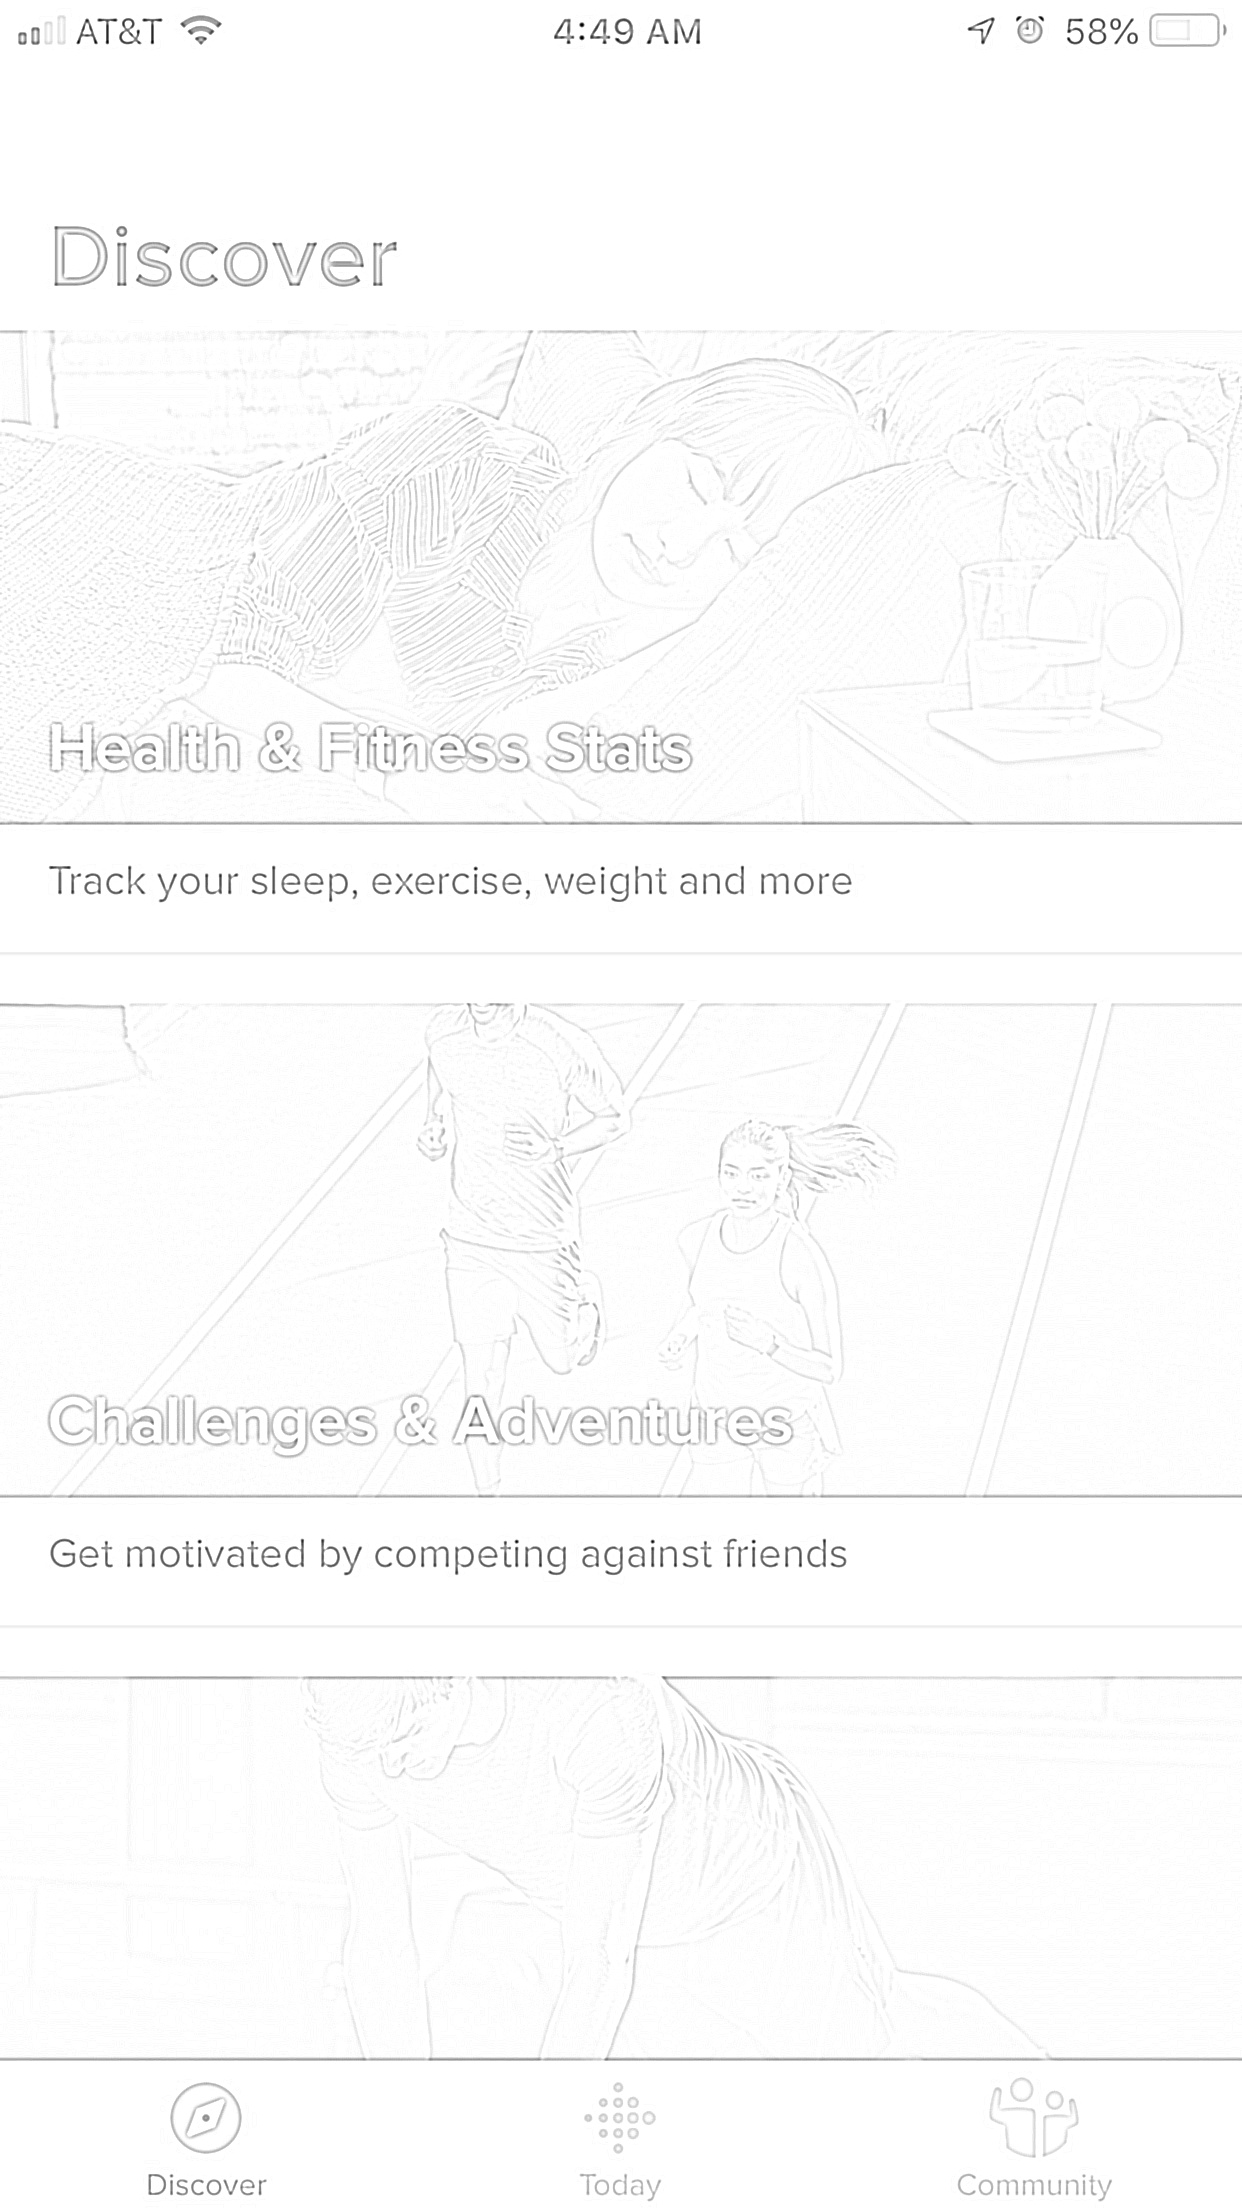 AT&T 4:49 AM 58%
Discover
Health & Fitness Stats
Track your sleep, exercise, weight and more
Challenges & Adventures
Get motivated by competing against friends
Discover Today Community